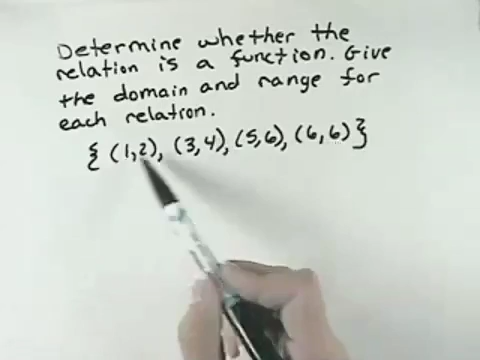 Determine whether the
relation is a function. Give
the domain and range for
each relation.
{(1,2), (3,4), (5,6), (6,6)}